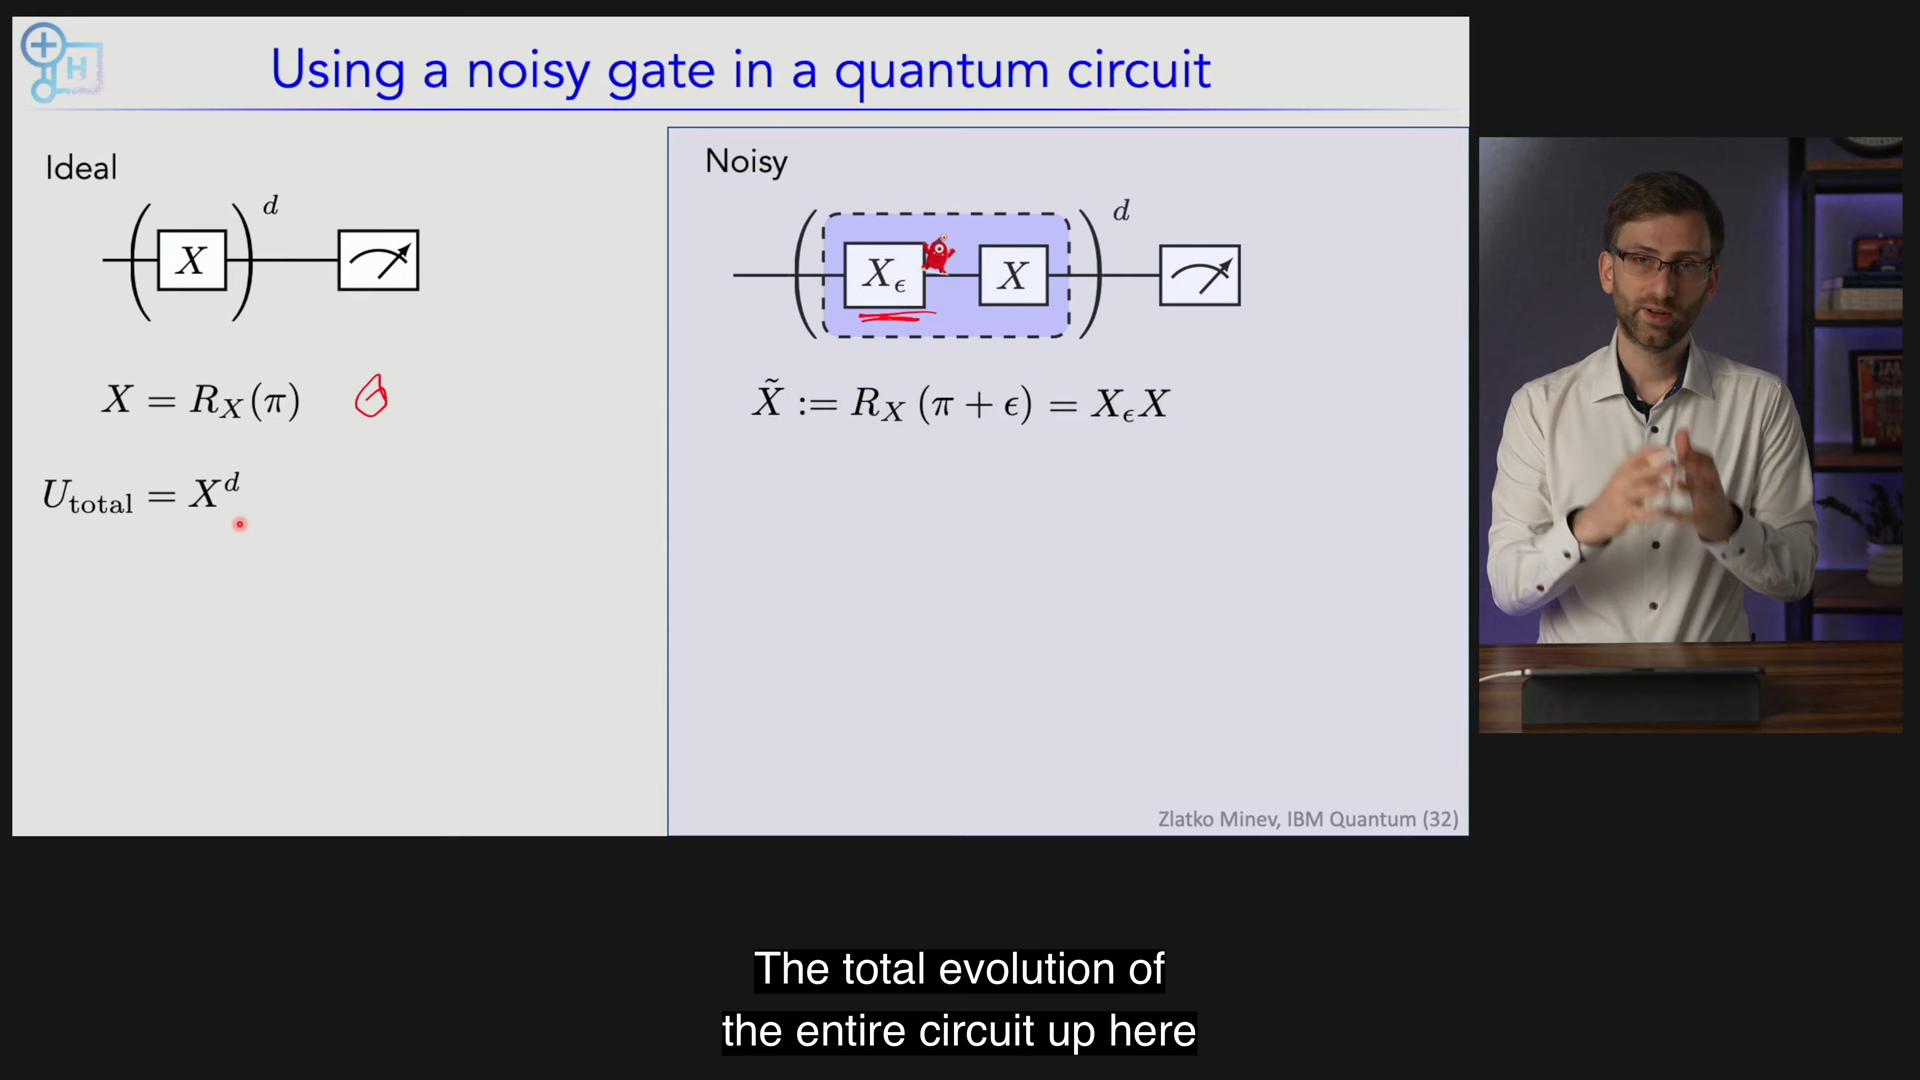 Using a noisy gate in a quantum circuit
H
Ideal
( X )^d
X = R_X(π)
U_total = X^d
Noisy
( X_ϵ X )^d
X̃ := R_X (π + ϵ) = X_ϵ X
Zlatko Minev, IBM Quantum (32)
The total evolution of
the entire circuit up here